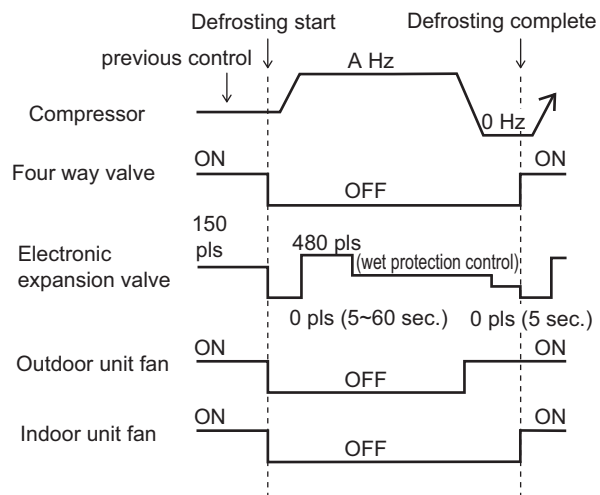 Defrosting start
Defrosting complete
previous control
A Hz
Compressor
0 Hz
ON
ON
Four way valve
OFF
150
pls
480 pls
Electronic
expansion valve
(wet protection control)
0 pls (5~60 sec.)
0 pls (5 sec.)
ON
ON
Outdoor unit fan
OFF
ON
ON
Indoor unit fan
OFF